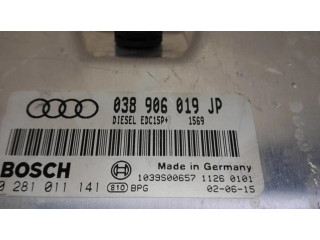 038 906 019 JP
DIESEL EDC15P+ 1569
BOSCH
Made in Germany
1039S00657 1126 0101
0 281 011 141 810 BPG 02-06-15